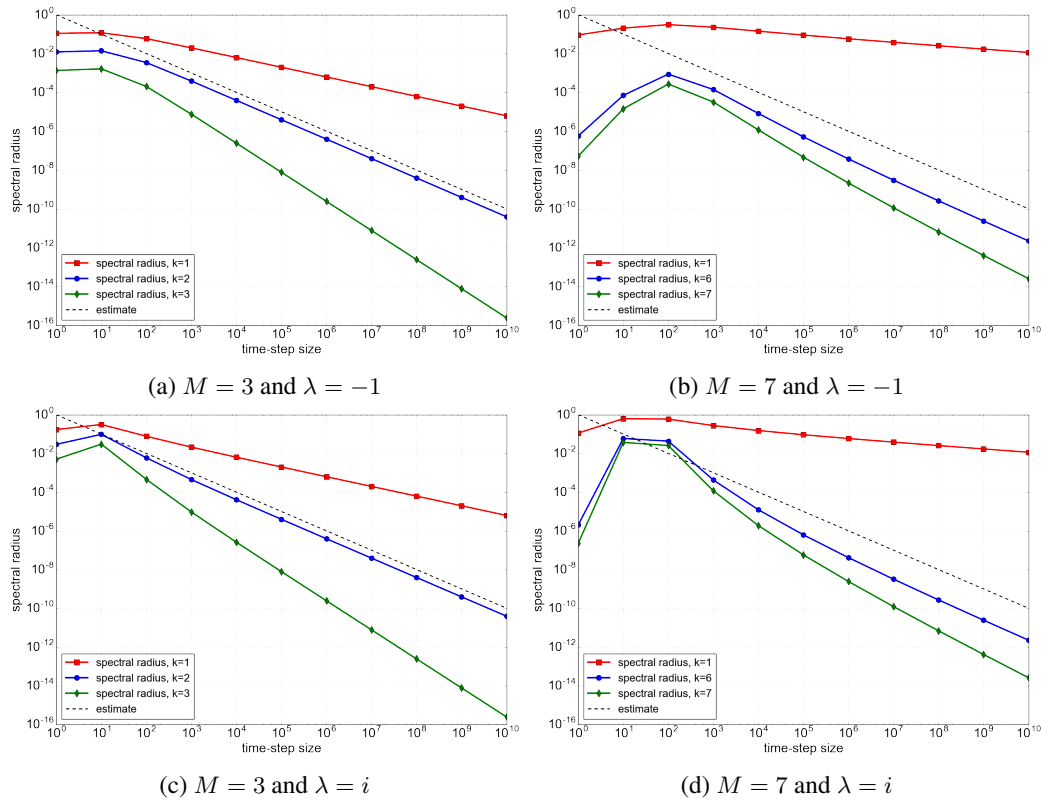 10^0
10^-2
10^-4
10^-6
10^-8
10^-10
10^-12
10^-14
10^-16
spectral radius
spectral radius, k=1
spectral radius, k=2
spectral radius, k=3
estimate
10^0 10^1 10^2 10^3 10^4 10^5 10^6 10^7 10^8 10^9 10^10
time-step size
(a) M = 3 and λ = −1
10^0
10^-2
10^-4
10^-6
10^-8
10^-10
10^-12
10^-14
10^-16
spectral radius
spectral radius, k=1
spectral radius, k=6
spectral radius, k=7
estimate
10^0 10^1 10^2 10^3 10^4 10^5 10^6 10^7 10^8 10^9 10^10
time-step size
(b) M = 7 and λ = −1
10^0
10^-2
10^-4
10^-6
10^-8
10^-10
10^-12
10^-14
10^-16
spectral radius
spectral radius, k=1
spectral radius, k=2
spectral radius, k=3
estimate
10^0 10^1 10^2 10^3 10^4 10^5 10^6 10^7 10^8 10^9 10^10
time-step size
(c) M = 3 and λ = i
10^0
10^-2
10^-4
10^-6
10^-8
10^-10
10^-12
10^-14
10^-16
spectral radius
spectral radius, k=1
spectral radius, k=6
spectral radius, k=7
estimate
10^0 10^1 10^2 10^3 10^4 10^5 10^6 10^7 10^8 10^9 10^10
time-step size
(d) M = 7 and λ = i